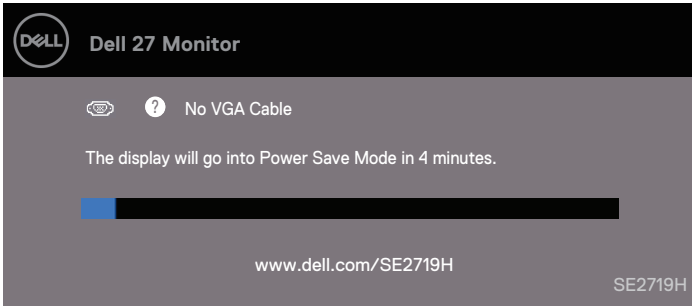 DELL
Dell 27 Monitor
? No VGA Cable
The display will go into Power Save Mode in 4 minutes.
www.dell.com/SE2719H
SE2719H